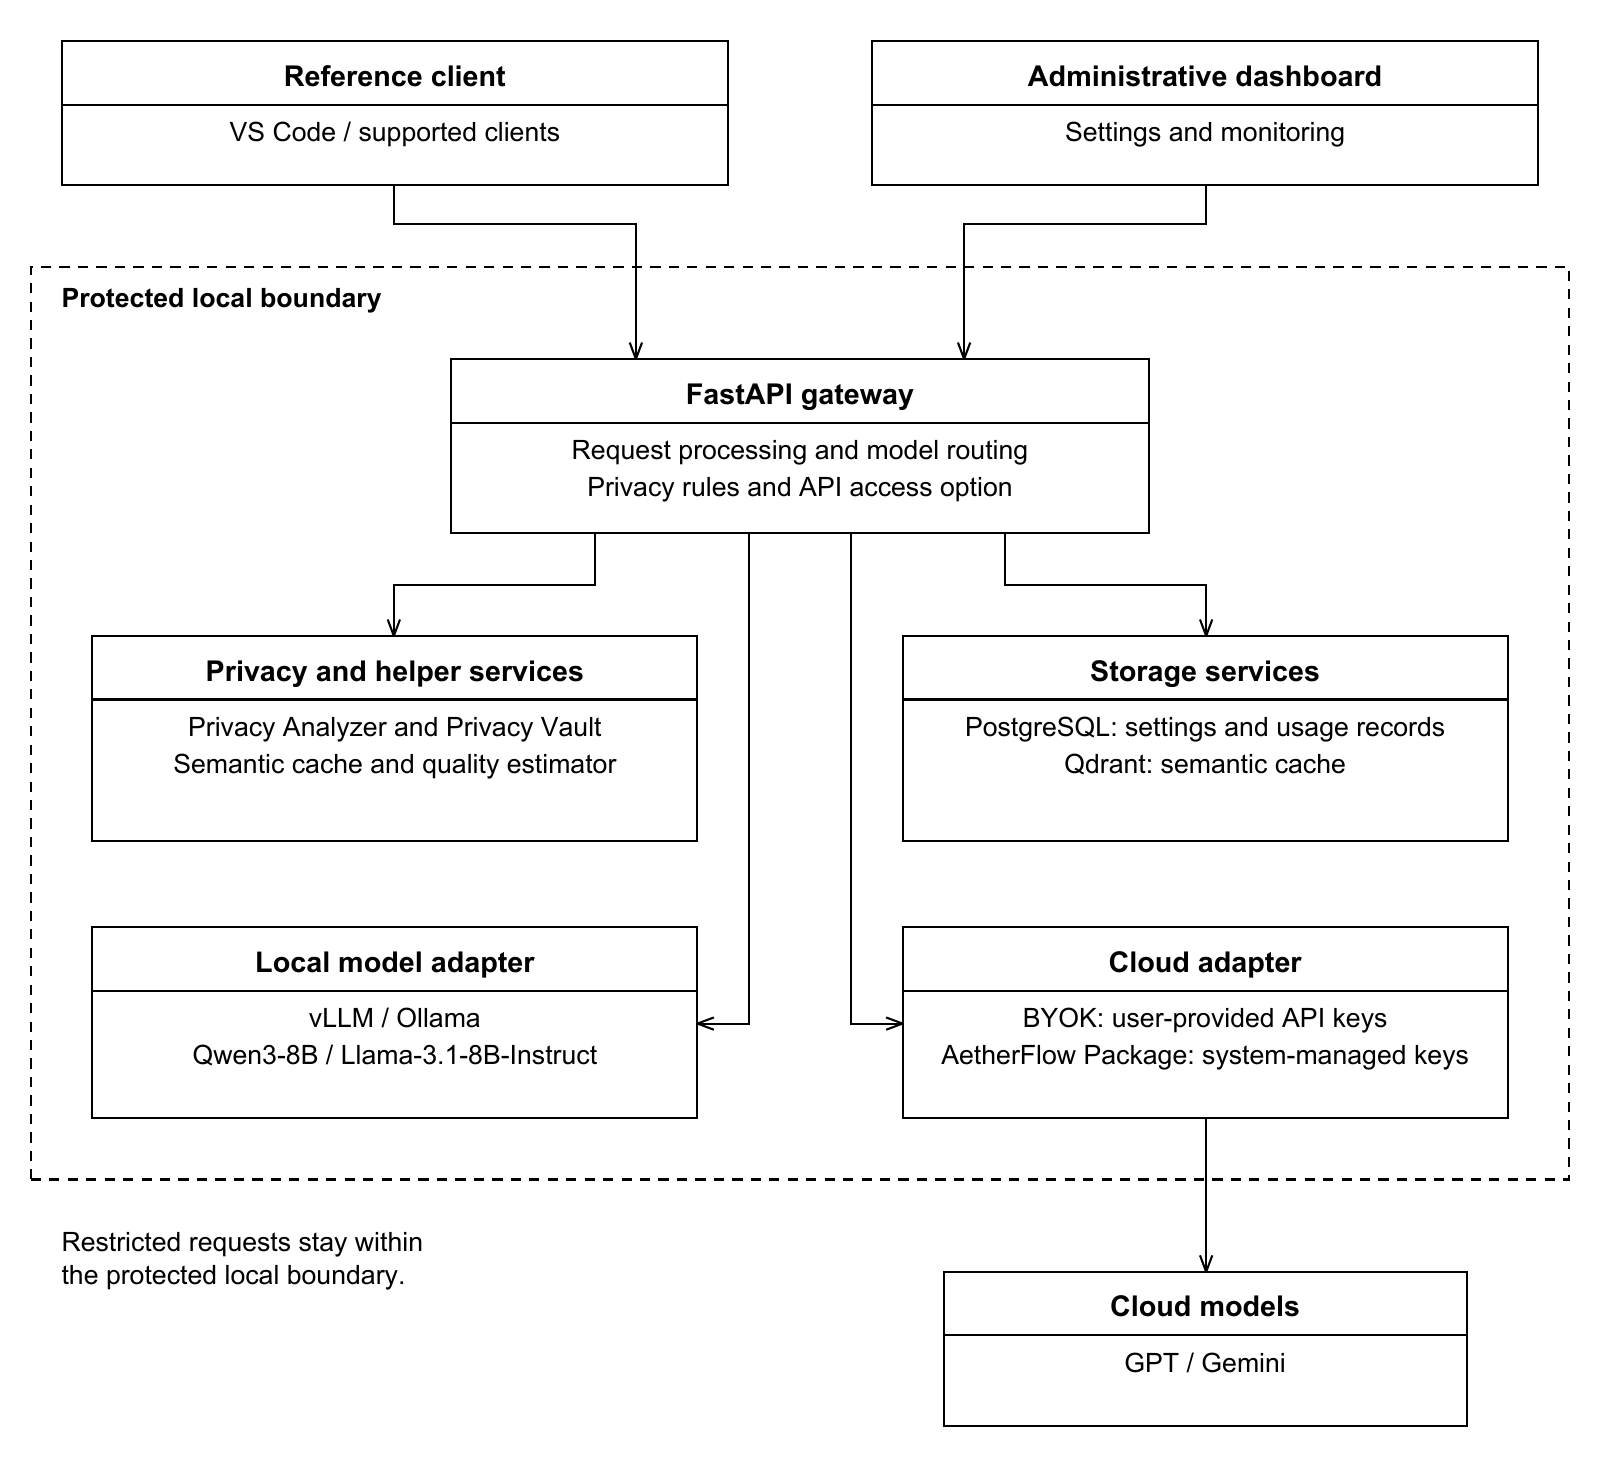 Reference client
VS Code / supported clients
Administrative dashboard
Settings and monitoring
Protected local boundary
FastAPI gateway
Request processing and model routing
Privacy rules and API access option
Privacy and helper services
Privacy Analyzer and Privacy Vault
Semantic cache and quality estimator
Storage services
PostgreSQL: settings and usage records
Qdrant: semantic cache
Local model adapter
vLLM / Ollama
Qwen3-8B / Llama-3.1-8B-Instruct
Cloud adapter
BYOK: user-provided API keys
AetherFlow Package: system-managed keys
Restricted requests stay within
the protected local boundary.
Cloud models
GPT / Gemini